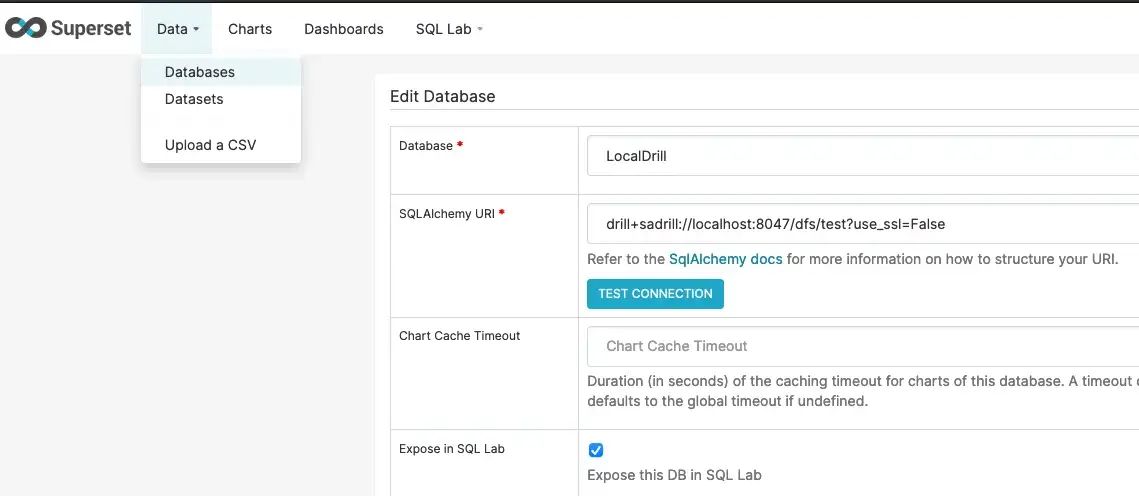 Superset Data Charts Dashboards SQL Lab
Databases
Datasets
Upload a CSV
Edit Database
Database *
LocalDrill
SQLAlchemy URI *
drill+sadrill://localhost:8047/dfs/test?use_ssl=False
Refer to the SqlAlchemy docs for more information on how to structure your URI.
TEST CONNECTION
Chart Cache Timeout
Chart Cache Timeout
Duration (in seconds) of the caching timeout for charts of this database. A timeout
defaults to the global timeout if undefined.
Expose in SQL Lab
Expose this DB in SQL Lab